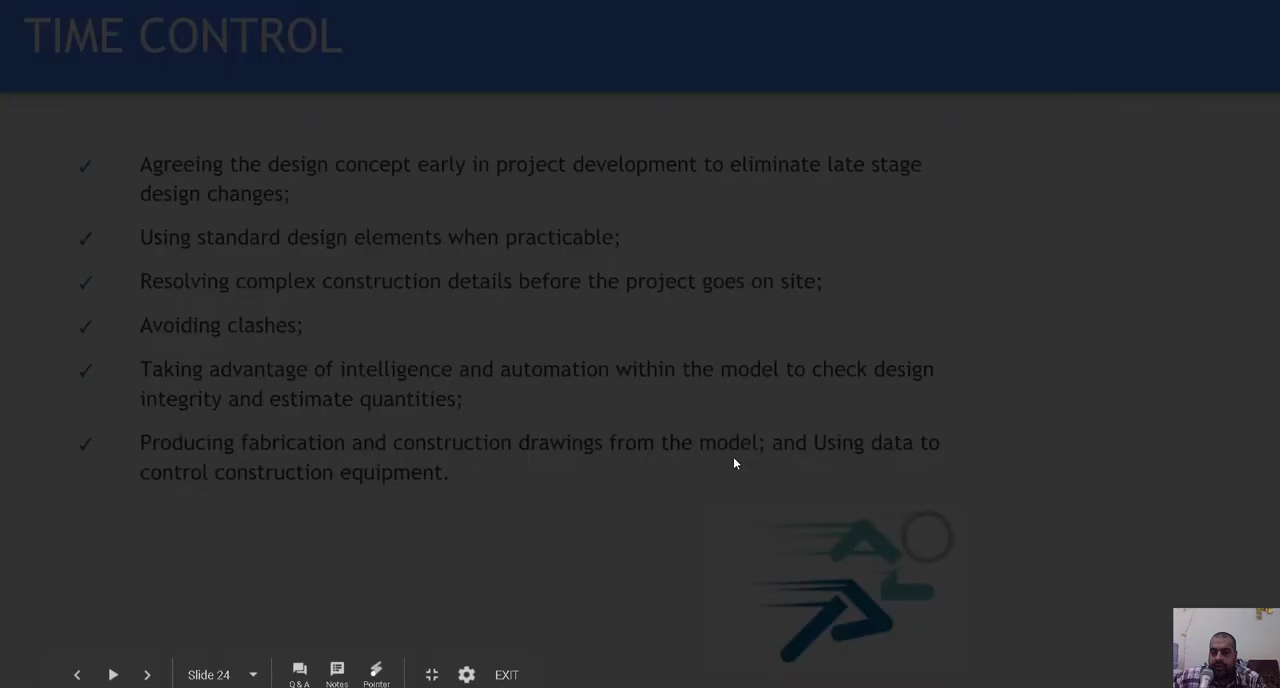 TIME CONTROL
✓ Agreeing the design concept early in project development to eliminate late stage
design changes;
✓ Using standard design elements when practicable;
✓ Resolving complex construction details before the project goes on site;
✓ Avoiding clashes;
✓ Taking advantage of intelligence and automation within the model to check design
integrity and estimate quantities;
✓ Producing fabrication and construction drawings from the model; and Using data to
control construction equipment.
Slide 24
Q & A
Notes
Pointer
EXIT